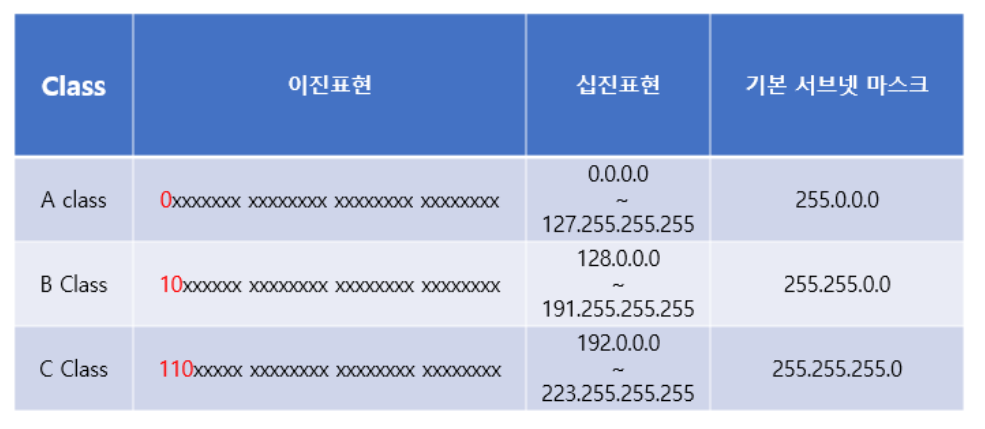 Class 이진표현 십진표현 기본 서브넷 마스크
A class 0xxxxxxx xxxxxxxx xxxxxxxx xxxxxxxx 0.0.0.0
~
127.255.255.255 255.0.0.0
B Class 10xxxxxx xxxxxxxx xxxxxxxx xxxxxxxx 128.0.0.0
~
191.255.255.255 255.255.0.0
C Class 110xxxxx xxxxxxxx xxxxxxxx xxxxxxxx 192.0.0.0
~
223.255.255.255 255.255.255.0